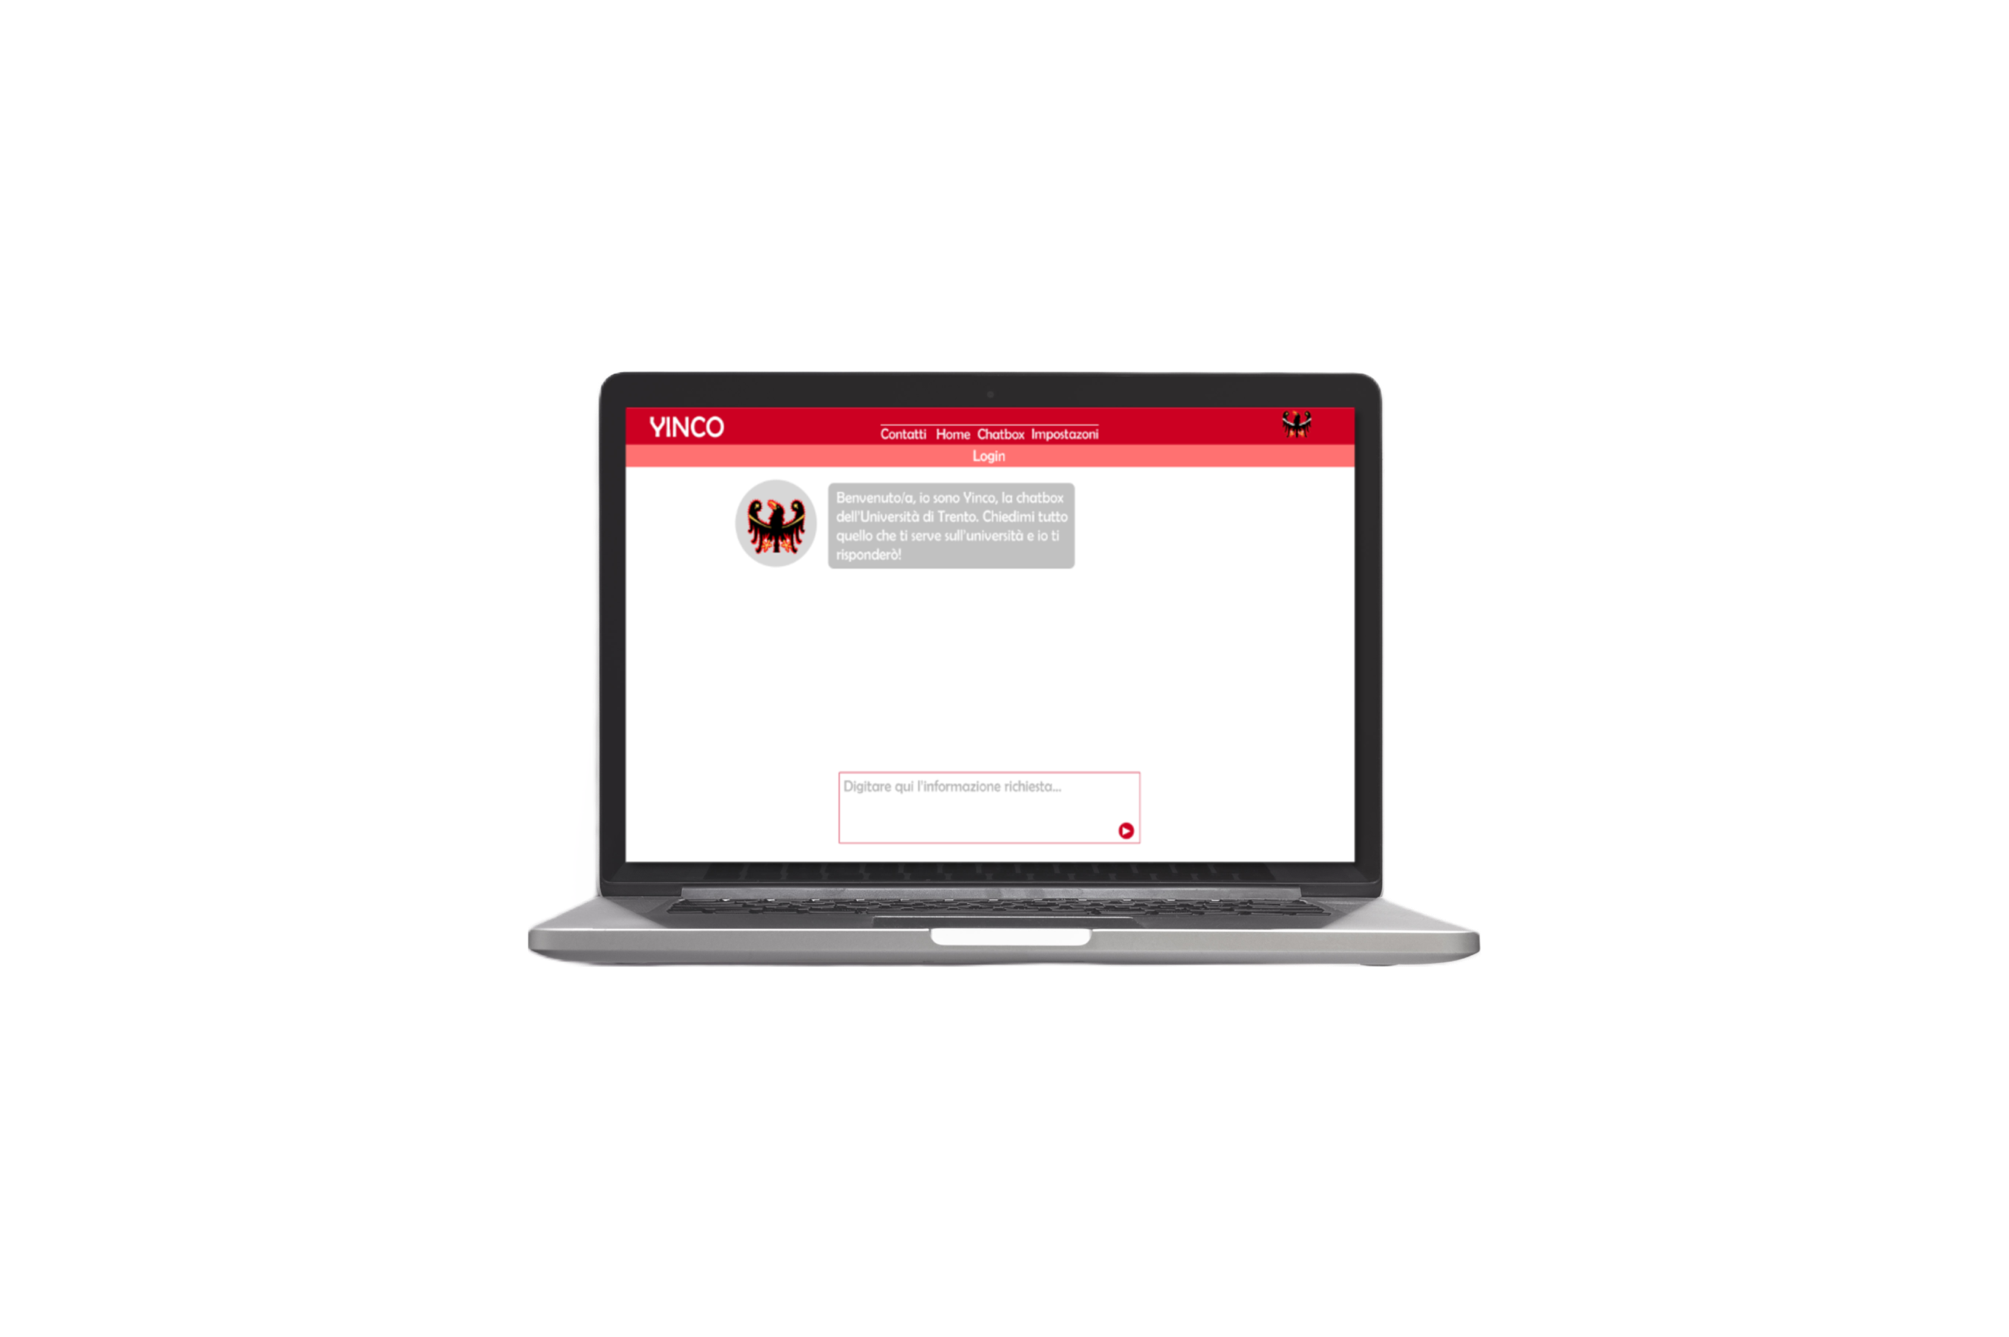 YINCO
Contatti Home Chatbox Impostazoni
Login
Benvenuto/a, io sono Yinco, la chatbox
dell'Università di Trento. Chiedimi tutto
quello che ti serve sull'università e io ti
risponderò!
Digitare qui l'informazione richiesta...